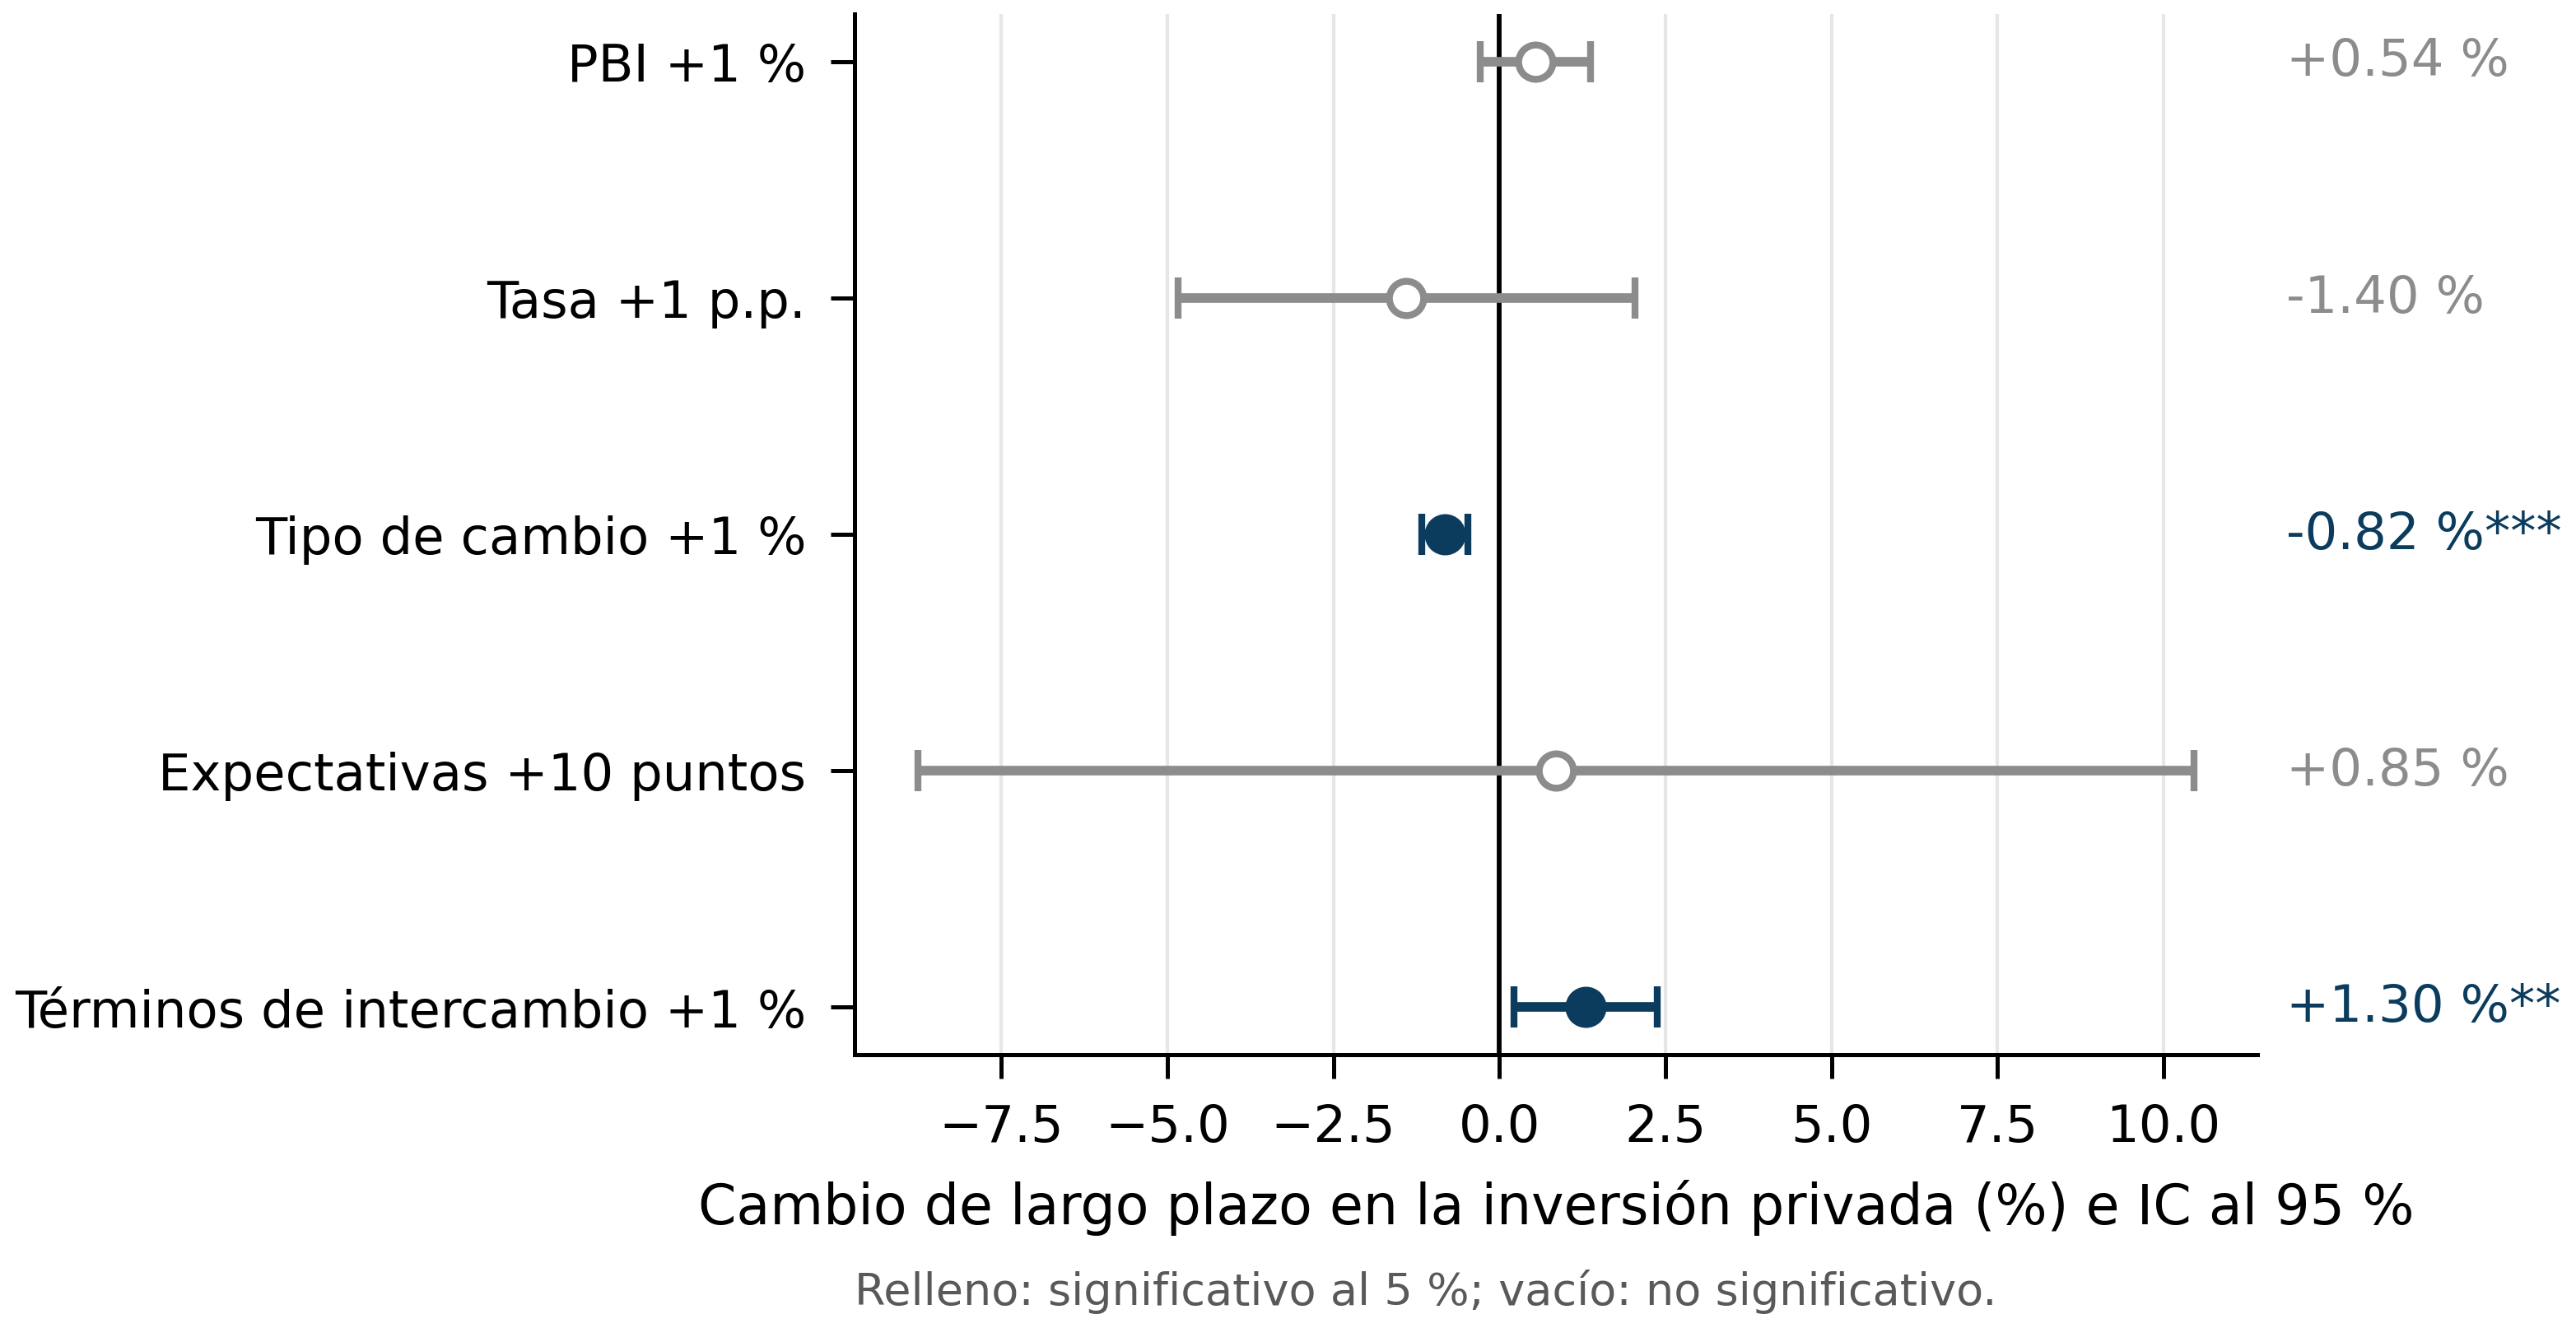 PBI +1 % +0.54 %
Tasa +1 p.p. -1.40 %
Tipo de cambio +1 % -0.82 %***
Expectativas +10 puntos +0.85 %
Términos de intercambio +1 % +1.30 %**
−7.5 −5.0 −2.5 0.0 2.5 5.0 7.5 10.0
Cambio de largo plazo en la inversión privada (%) e IC al 95 %
Relleno: significativo al 5 %; vacío: no significativo.